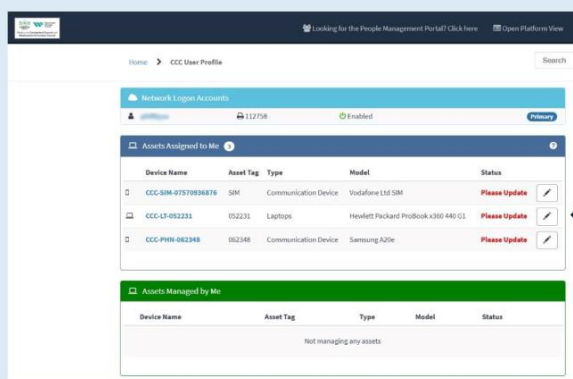 Looking for the People Management Portal? Click here Open Platform View
Home > CCC User Profile Search
Network Logon Accounts
112758 Enabled Primary
Assets Assigned to Me 3
Device Name Asset Tag Type Model Status
CCC-SIM-07570936876 SIM Communication Device Vodafone Ltd SIM Please Update
CCC-LT-052231 052231 Laptops Hewlett Packard ProBook x360 440 G1 Please Update
CCC-PHN-062348 062348 Communication Device Samsung A20e Please Update
Assets Managed by Me
Device Name Asset Tag Type Model Status
Not managing any assets